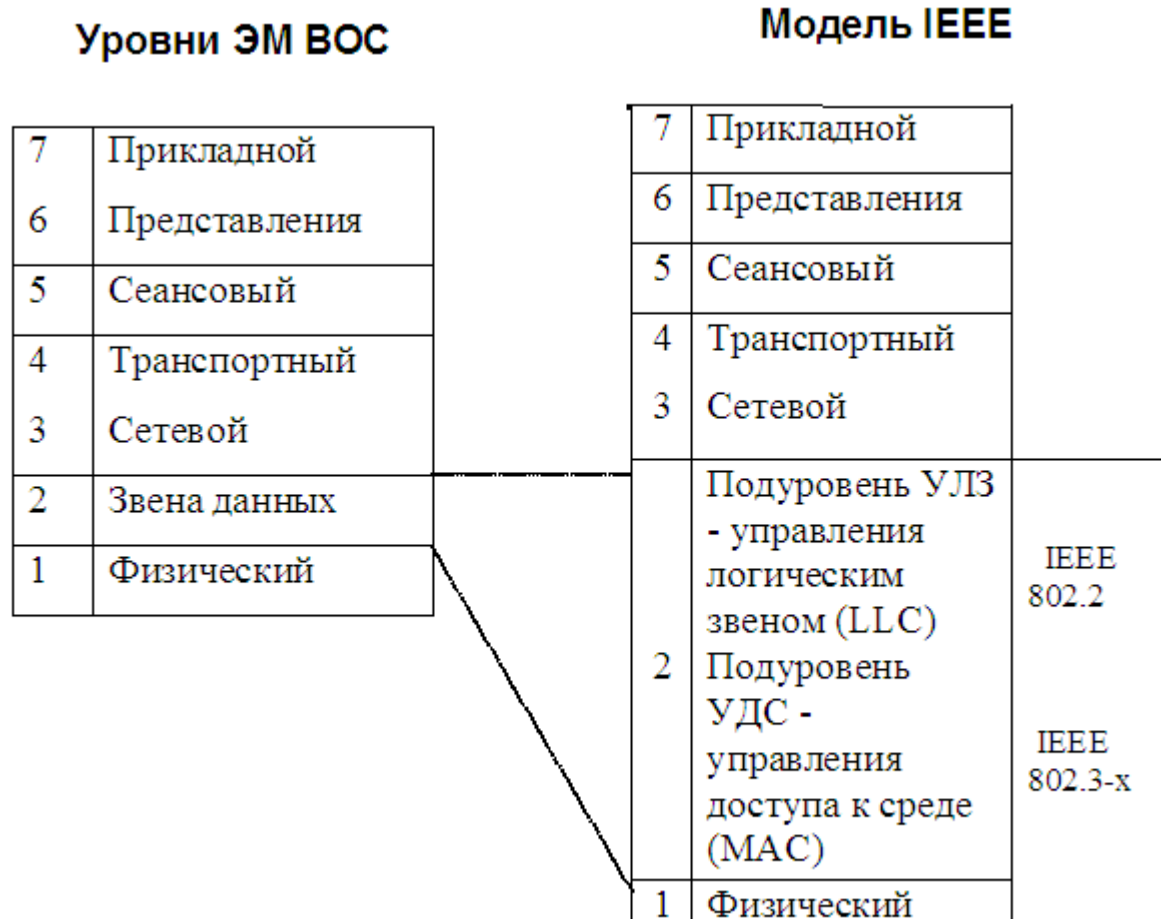 Уровни ЭМ ВОС
Модель IEEE
7 Прикладной
6 Представления
5 Сеансовый
4 Транспортный
3 Сетевой
2 Звена данных
1 Физический
7 Прикладной
6 Представления
5 Сеансовый
4 Транспортный
3 Сетевой
Подуровень УЛЗ
- управления
логическим
звеном (LLC)
2 Подуровень
УДС -
управления
доступа к среде
(MAC)
IEEE
802.2
IEEE
802.3-x
1 Физический